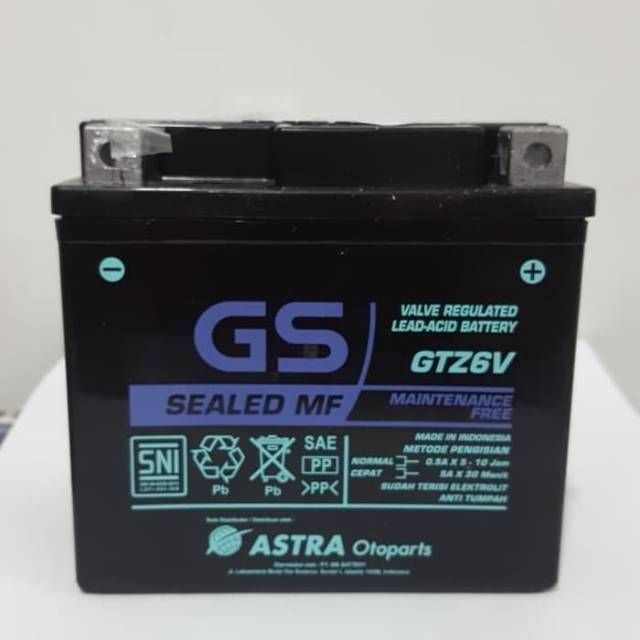 GS
VALVE REGULATED
LEAD-ACID BATTERY
GTZ6V
SEALED MF
MAINTENANCE
FREE
MADE IN INDONESIA
METODE PENGISIAN
NORMAL 0.5A X 5 - 10 Jam
CEPAT 5A X 30 Menit
SUDAH TERISI ELEKTROLIT
ANTI TUMPAH
SNI
Pb
Pb
SAE
PP
>PP<
ASTRA Otoparts